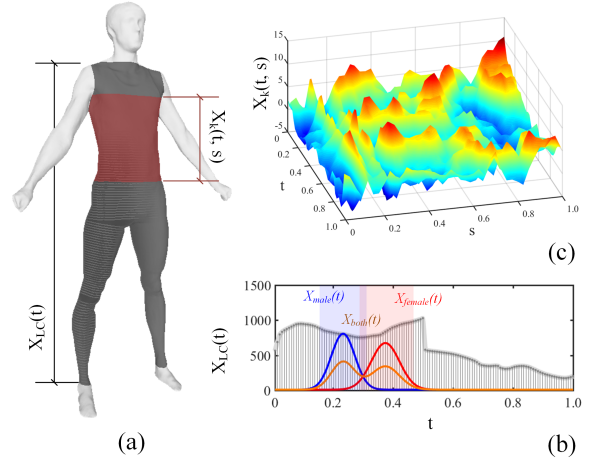 X_LC(t)
X_k(t, s)
(a)
X_k(t, s)
15
10
5
0
-5
0
0.2
0.4
0.6
0.8
1.0
t
0
0.2
0.4
0.6
0.8
1.0
s
(c)
X_LC(t)
1500
1000
500
0
X_male(t)
X_female(t)
X_both(t)
0
0.2
0.4
0.6
0.8
1.0
t
(b)